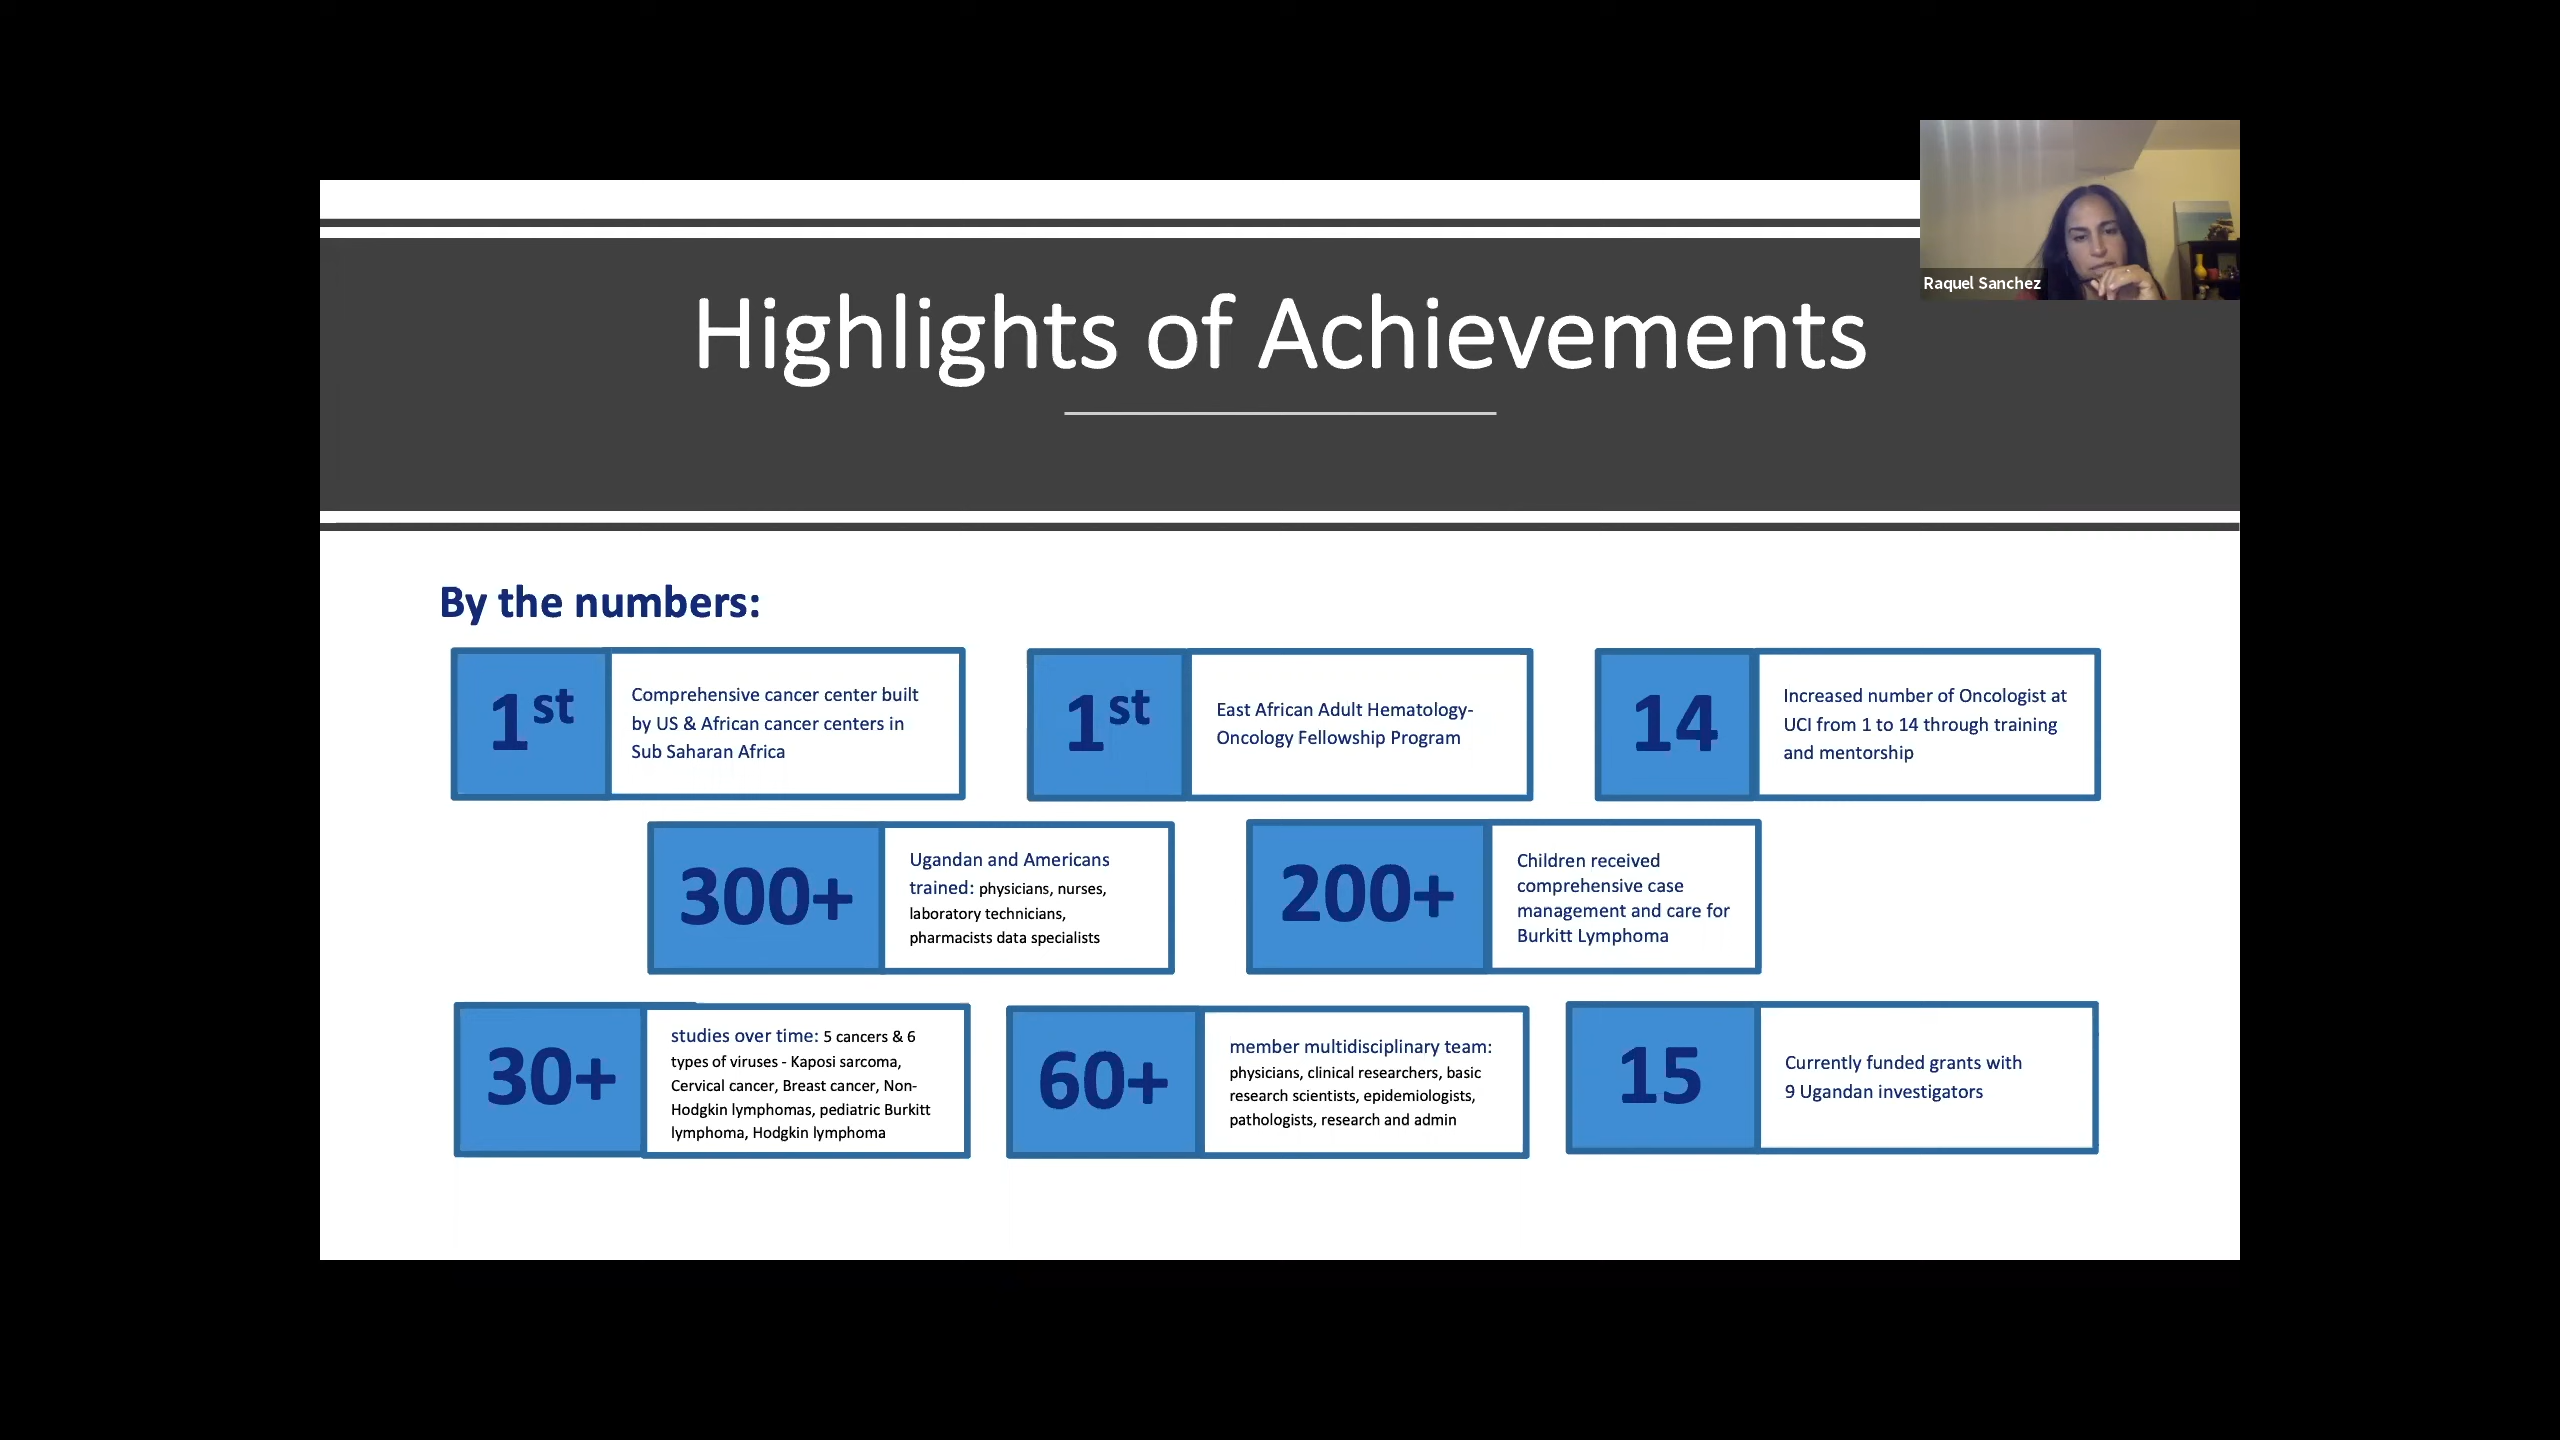 Raquel Sanchez
Highlights of Achievements
By the numbers:
1st
Comprehensive cancer center built
by US & African cancer centers in
Sub Saharan Africa
1st
East African Adult Hematology-
Oncology Fellowship Program
14
Increased number of Oncologist at
UCI from 1 to 14 through training
and mentorship
300+
Ugandan and Americans
trained: physicians, nurses,
laboratory technicians,
pharmacists data specialists
200+
Children received
comprehensive case
management and care for
Burkitt Lymphoma
30+
studies over time: 5 cancers & 6
types of viruses - Kaposi sarcoma,
Cervical cancer, Breast cancer, Non-
Hodgkin lymphomas, pediatric Burkitt
lymphoma, Hodgkin lymphoma
60+
member multidisciplinary team:
physicians, clinical researchers, basic
research scientists, epidemiologists,
pathologists, research and admin
15
Currently funded grants with
9 Ugandan investigators